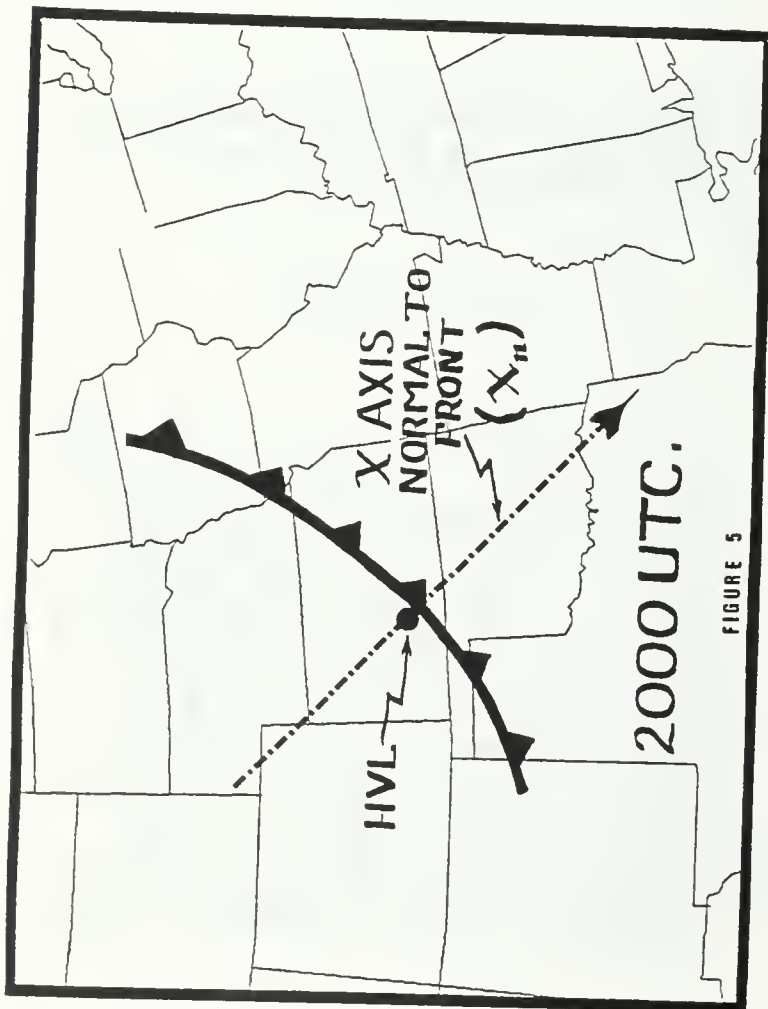 X AXIS
NORMAL TO
FRONT
(Xn)
HVL
2000 UTC.
FIGURE 5